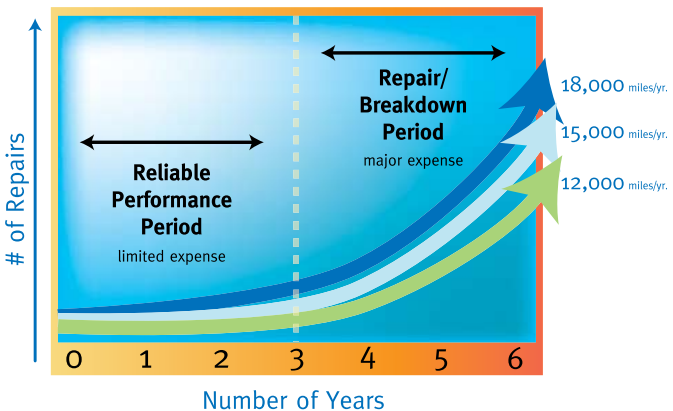 # of Repairs
Reliable
Performance
Period
limited expense
Repair/
Breakdown
Period
major expense
18,000 miles/yr.
15,000 miles/yr.
12,000 miles/yr.
0 1 2 3 4 5 6
Number of Years